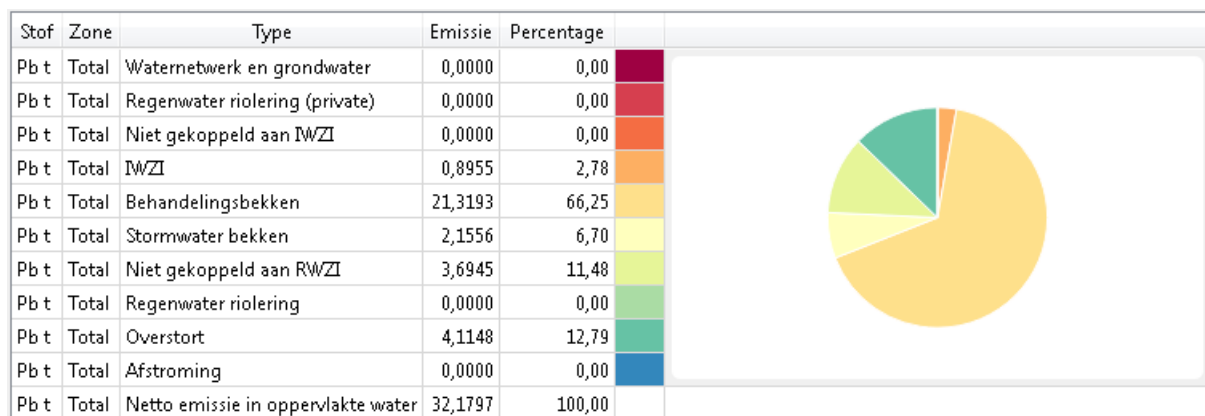 Stof Zone Type Emissie Percentage
Pb t Total Waternetwerk en grondwater 0,0000 0,00
Pb t Total Regenwater riolering (private) 0,0000 0,00
Pb t Total Niet gekoppeld aan IWZI 0,0000 0,00
Pb t Total IWZI 0,8955 2,78
Pb t Total Behandelingsbekken 21,3193 66,25
Pb t Total Stormwater bekken 2,1556 6,70
Pb t Total Niet gekoppeld aan RWZI 3,6945 11,48
Pb t Total Regenwater riolering 0,0000 0,00
Pb t Total Overstort 4,1148 12,79
Pb t Total Afstroming 0,0000 0,00
Pb t Total Netto emissie in oppervlakte water 32,1797 100,00